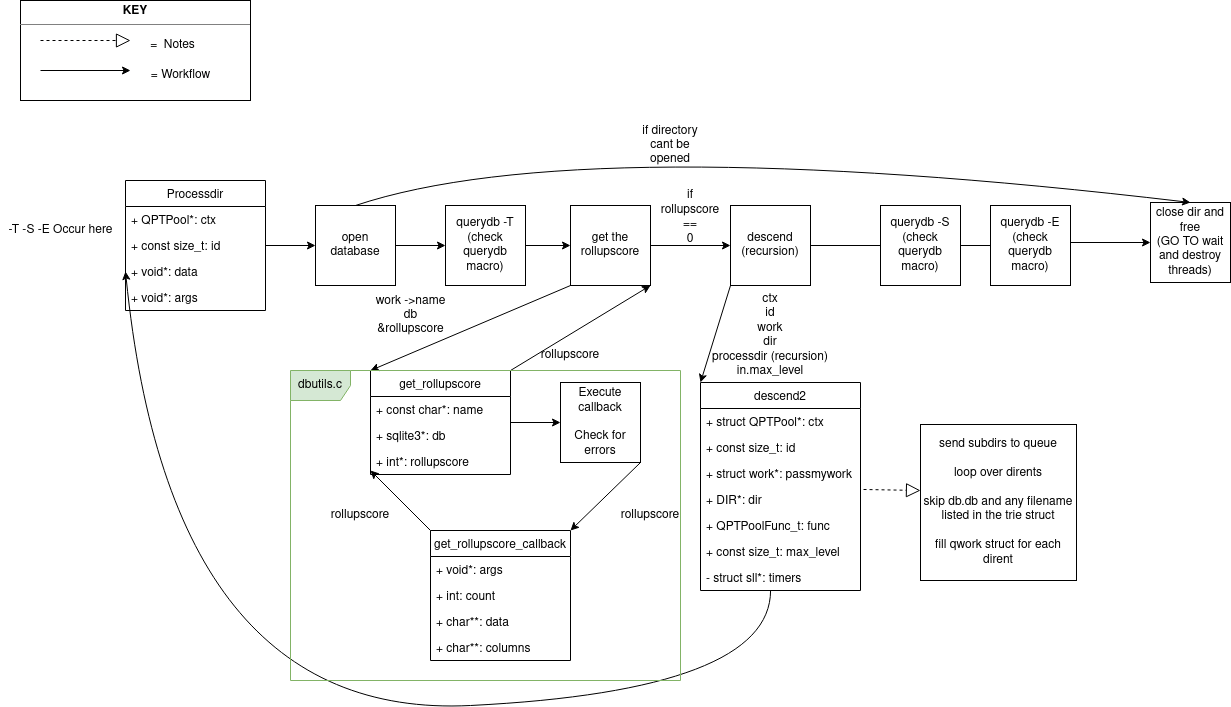 KEY
= Notes
= Workflow
if directory
cant be
opened
-T -S -E Occur here
Processdir
+ QPTPool*: ctx
+ const size_t: id
+ void*: data
+ void*: args
open
database
querydb -T
(check
querydb
macro)
get the
rollupscore
if
rollupscore
==
0
descend
(recursion)
querydb -S
(check
querydb
macro)
querydb -E
(check
querydb
macro)
close dir and
free
(GO TO wait
and destroy
threads)
work ->name
db
&rollupscore
rollupscore
ctx
id
work
dir
processdir (recursion)
in.max_level
dbutils.c
get_rollupscore
+ const char*: name
+ sqlite3*: db
+ int*: rollupscore
Execute
callback
Check for
errors
rollupscore
rollupscore
get_rollupscore_callback
+ void*: args
+ int: count
+ char**: data
+ char**: columns
descend2
+ struct QPTPool*: ctx
+ const size_t: id
+ struct work*: passmywork
+ DIR*: dir
+ QPTPoolFunc_t: func
+ const size_t: max_level
- struct sll*: timers
send subdirs to queue
loop over dirents
skip db.db and any filename
listed in the trie struct
fill qwork struct for each
dirent